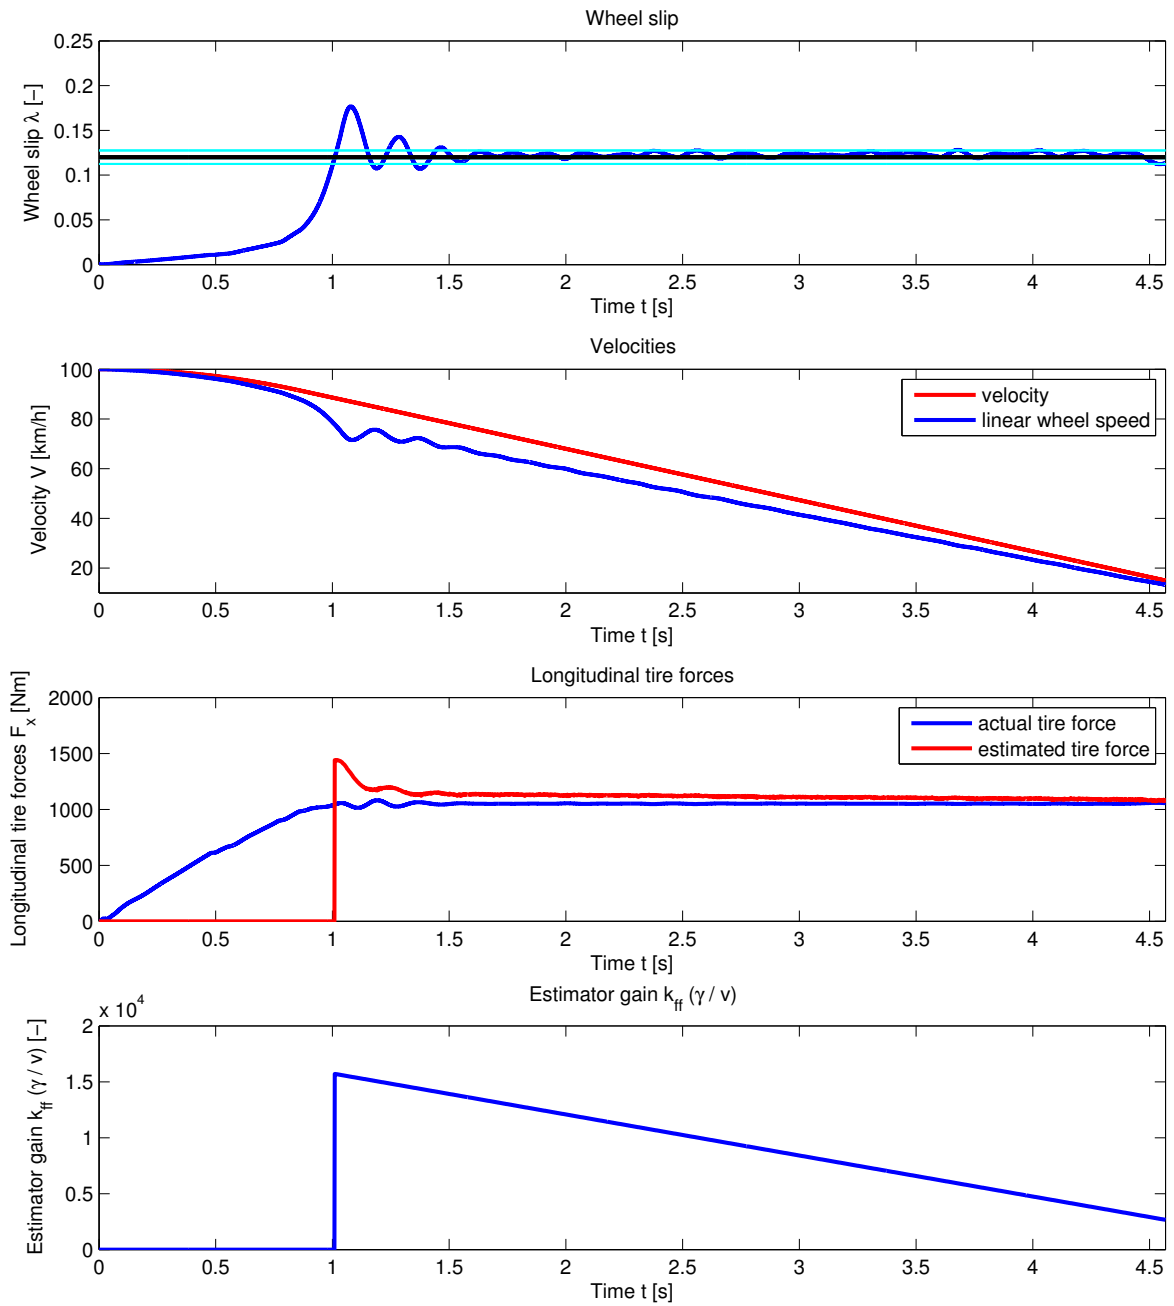 Wheel slip
Wheel slip λ [−]
0.25
0.2
0.15
0.1
0.05
0
0 0.5 1 1.5 2 2.5 3 3.5 4 4.5
Time t [s]
Velocities
Velocity V [km/h]
100
80
60
40
20
velocity
linear wheel speed
0 0.5 1 1.5 2 2.5 3 3.5 4 4.5
Time t [s]
Longitudinal tire forces
Longitudinal tire forces F_x [Nm]
2000
1500
1000
500
0
actual tire force
estimated tire force
0 0.5 1 1.5 2 2.5 3 3.5 4 4.5
Time t [s]
Estimator gain k_ff (γ / v)
x 10^4
Estimator gain k_ff (γ / v) [−]
2
1.5
1
0.5
0
0 0.5 1 1.5 2 2.5 3 3.5 4 4.5
Time t [s]